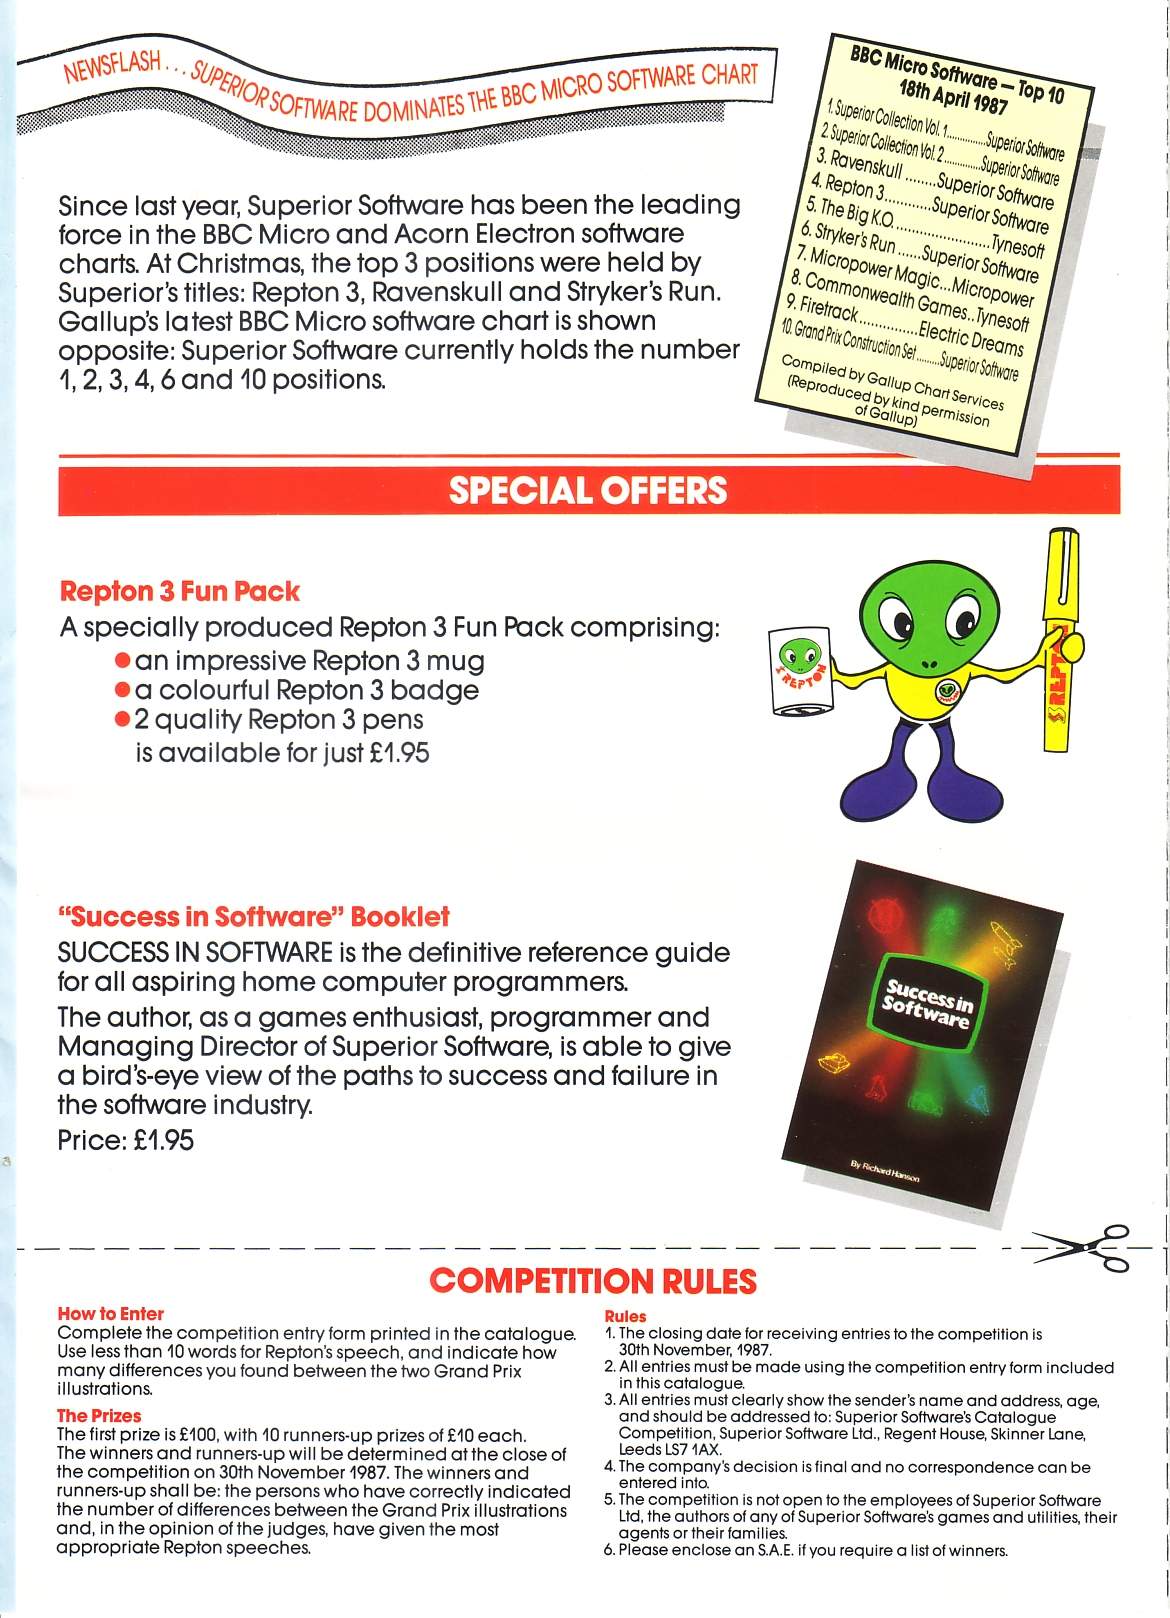 NEWSFLASH . . . SUPERIOR SOFTWARE DOMINATES THE BBC MICRO SOFTWARE CHART
BBC Micro Software – Top 10
18th April 1987
1. Superior Collection Vol. 1..............Superior Software
2. Superior Collection Vol. 2.............Superior Software
3. Ravenskull ........Superior Software
4. Repton 3...........Superior Software
5. The Big K.O. ......................Tynesoft
6. Stryker's Run ......Superior Software
7. Micropower Magic...Micropower
8. Commonwealth Games..Tynesoft
9. Firetrack..............Electric Dreams
10. Grand Prix Construction Set ........Superior Software
Compiled by Gallup Chart Services
(Reproduced by kind permission
of Gallup)
Since last year, Superior Software has been the leading
force in the BBC Micro and Acorn Electron software
charts. At Christmas, the top 3 positions were held by
Superior's titles: Repton 3, Ravenskull and Stryker's Run.
Gallup's latest BBC Micro software chart is shown
opposite: Superior Software currently holds the number
1, 2, 3, 4, 6 and 10 positions.
SPECIAL OFFERS
Repton 3 Fun Pack
A specially produced Repton 3 Fun Pack comprising:
● an impressive Repton 3 mug
● a colourful Repton 3 badge
● 2 quality Repton 3 pens
is available for just £1.95
REPTON
REPTON
"Success in Software" Booklet
SUCCESS IN SOFTWARE is the definitive reference guide
for all aspiring home computer programmers.
The author, as a games enthusiast, programmer and
Managing Director of Superior Software, is able to give
a bird's-eye view of the paths to success and failure in
the software industry.
Price: £1.95
Success in
Software
By Richard Hanson
COMPETITION RULES
How to Enter
Complete the competition entry form printed in the catalogue.
Use less than 10 words for Repton's speech, and indicate how
many differences you found between the two Grand Prix
illustrations.
The Prizes
The first prize is £100, with 10 runners-up prizes of £10 each.
The winners and runners-up will be determined at the close of
the competition on 30th November 1987. The winners and
runners-up shall be: the persons who have correctly indicated
the number of differences between the Grand Prix illustrations
and, in the opinion of the judges, have given the most
appropriate Repton speeches.
Rules
1. The closing date for receiving entries to the competition is
30th November, 1987.
2. All entries must be made using the competition entry form included
in this catalogue.
3. All entries must clearly show the sender's name and address, age,
and should be addressed to: Superior Software's Catalogue
Competition, Superior Software Ltd., Regent House, Skinner Lane,
Leeds LS7 1AX.
4. The company's decision is final and no correspondence can be
entered into.
5. The competition is not open to the employees of Superior Software
Ltd, the authors of any of Superior Software's games and utilities, their
agents or their families.
6. Please enclose an S.A.E. if you require a list of winners.